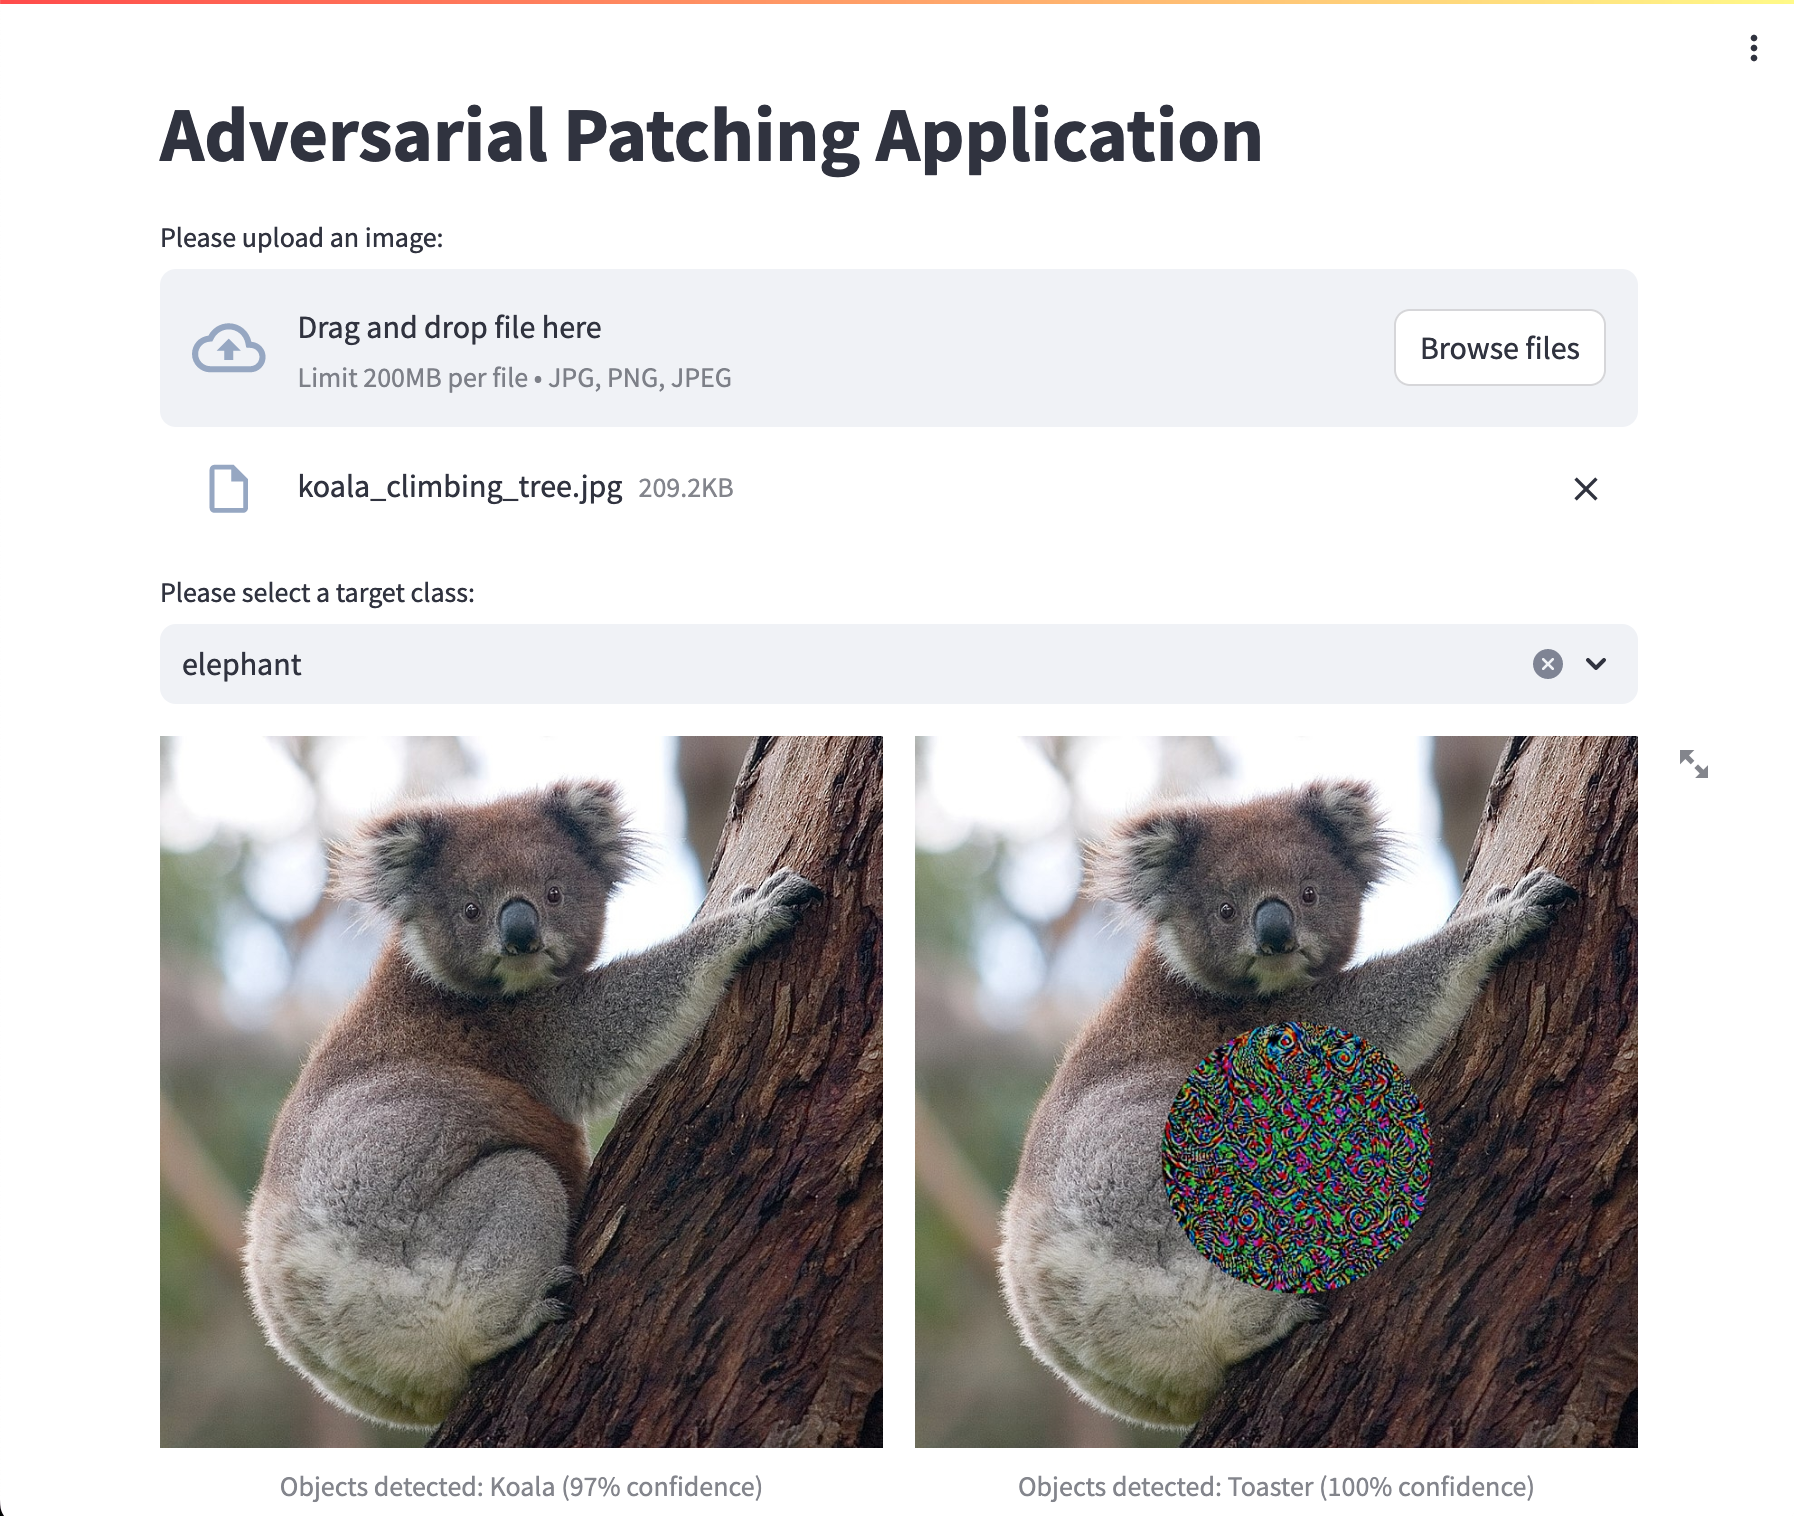 Adversarial Patching Application
Please upload an image:
Drag and drop file here
Limit 200MB per file • JPG, PNG, JPEG
Browse files
koala_climbing_tree.jpg 209.2KB
Please select a target class:
elephant
Objects detected: Koala (97% confidence)
Objects detected: Toaster (100% confidence)